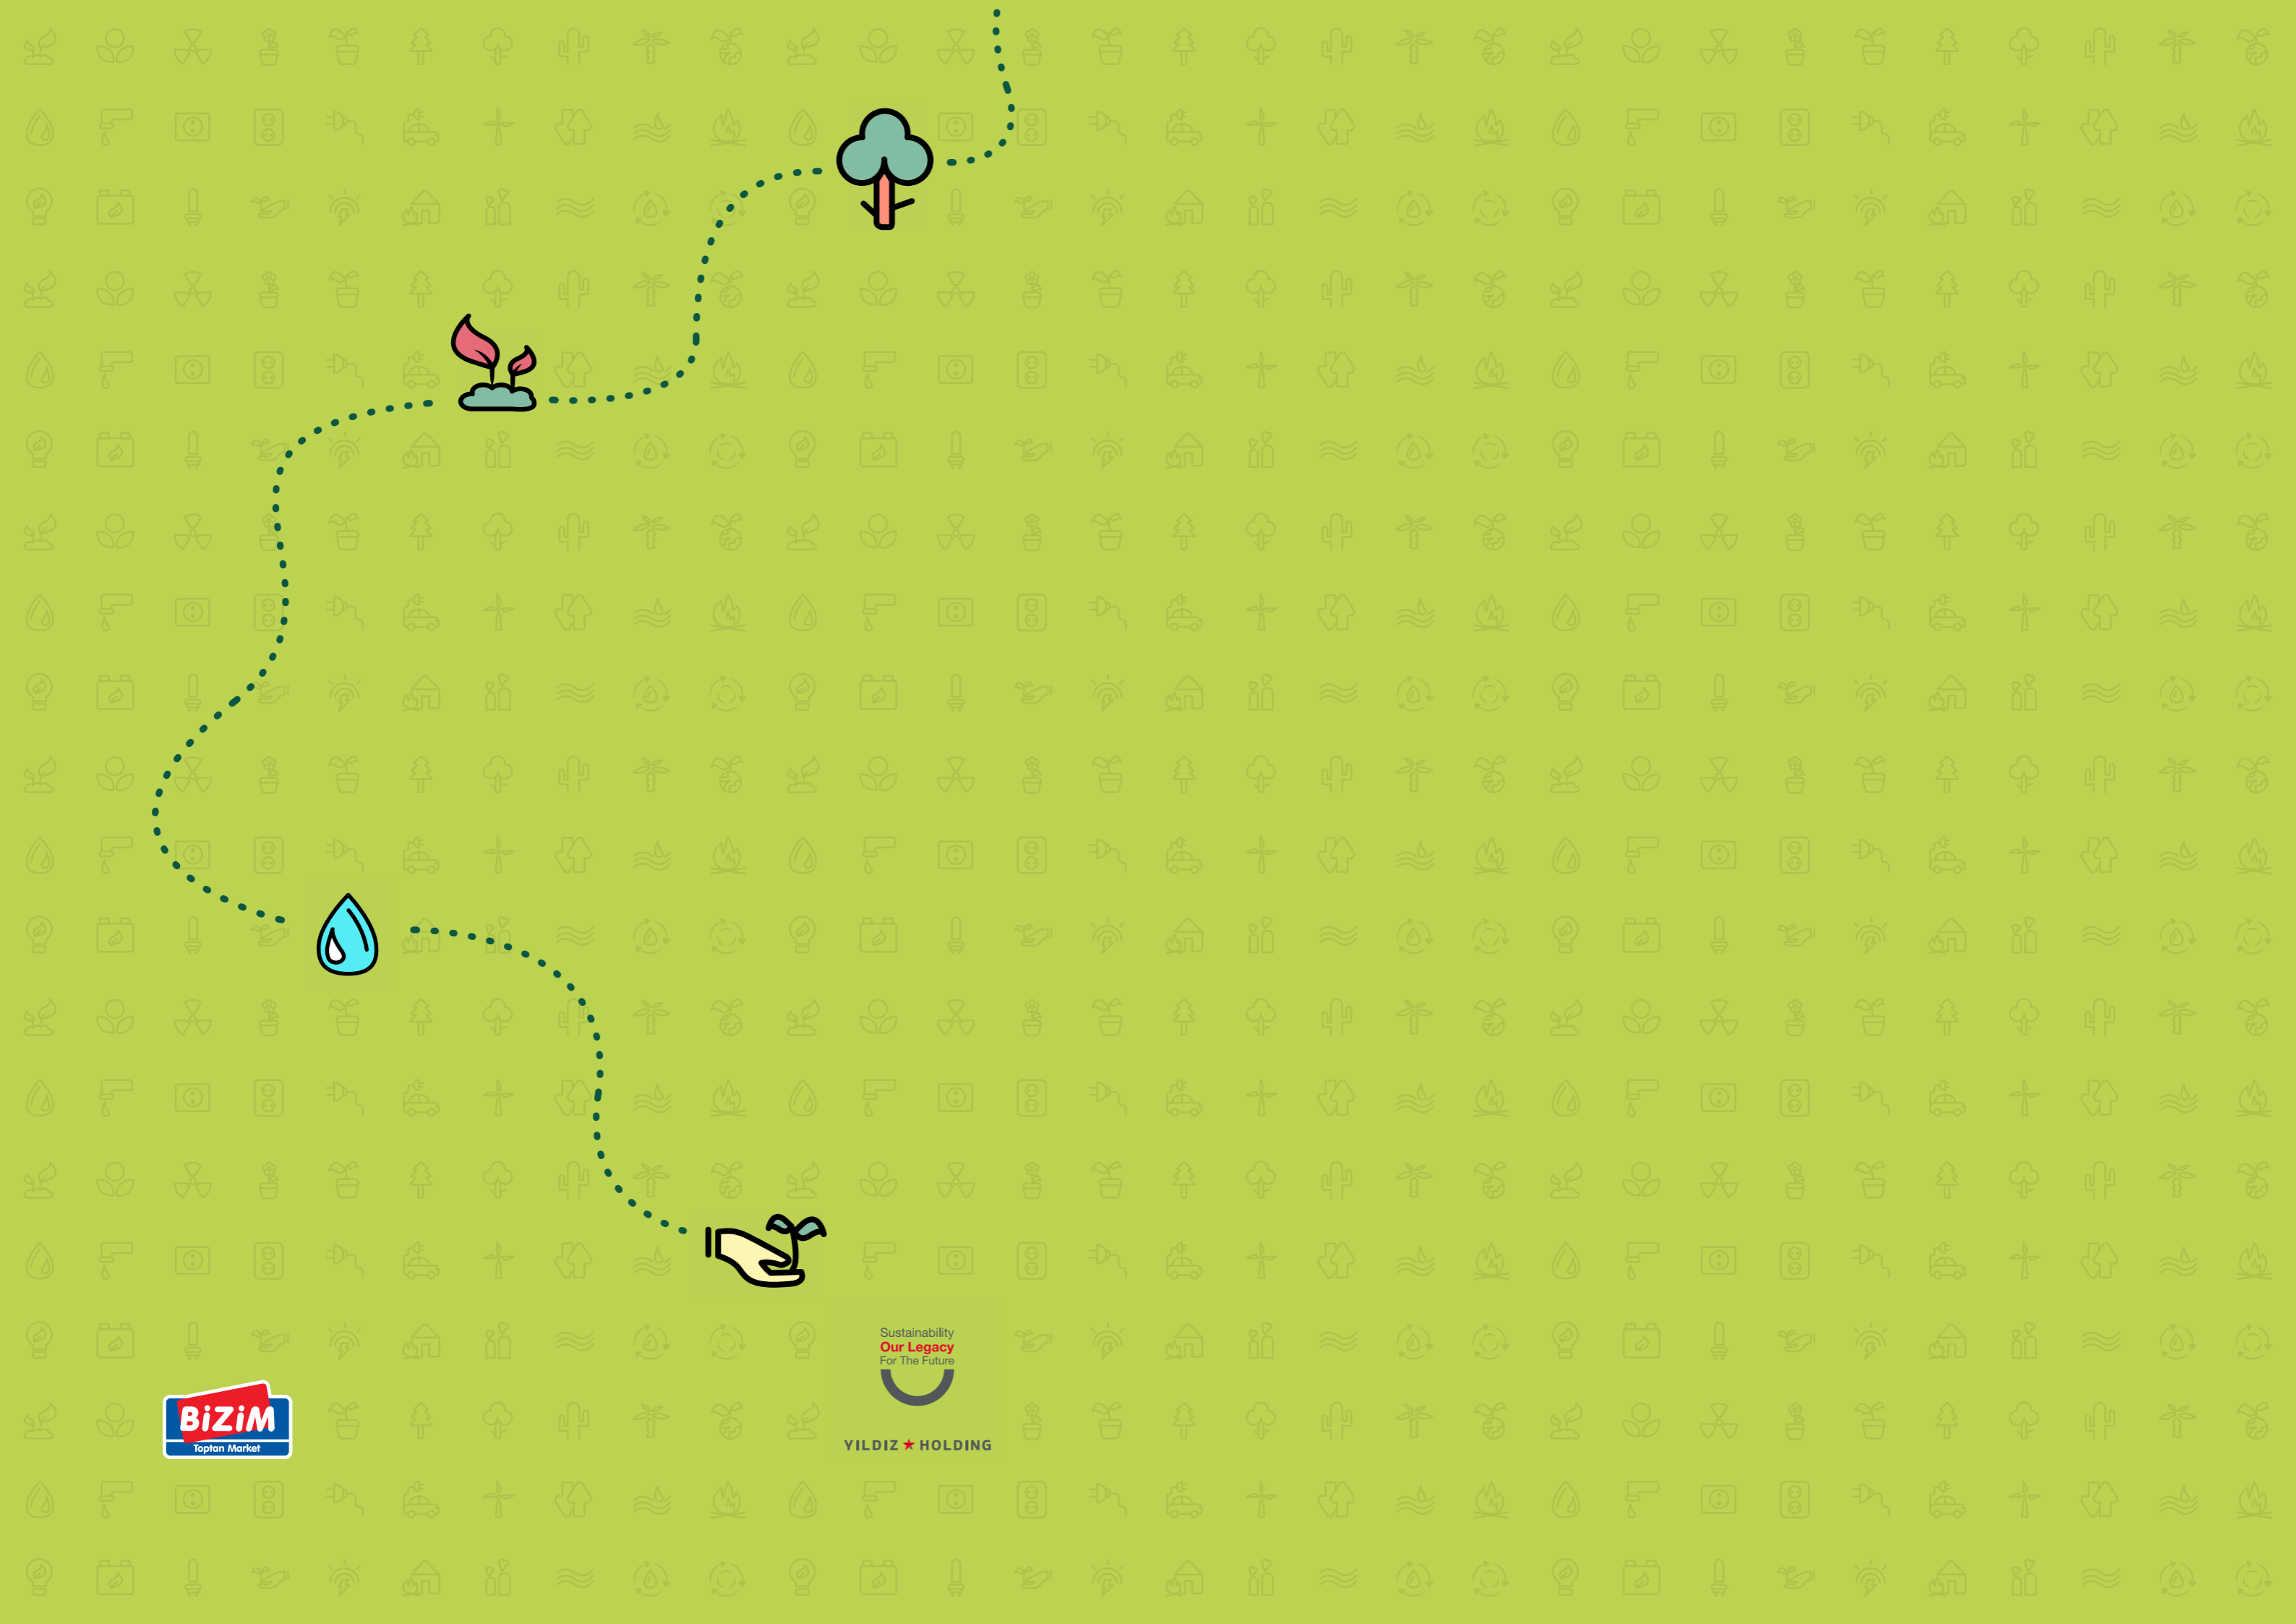 Sustainability
Our Legacy
For The Future
BiZiM
Toptan Market
YILDIZ HOLDING